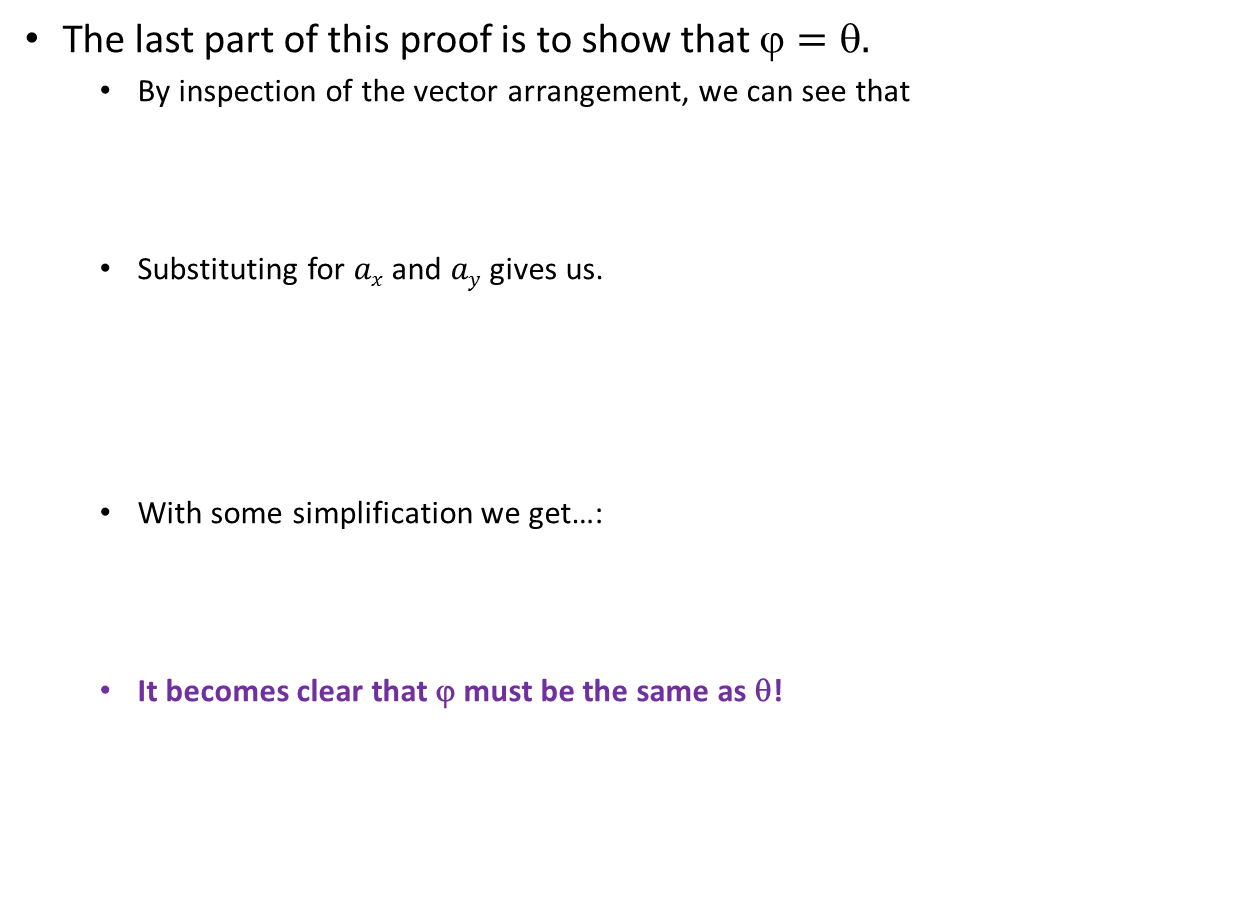 • The last part of this proof is to show that φ = θ.
• By inspection of the vector arrangement, we can see that
• Substituting for aₓ and a_y gives us.
• With some simplification we get…:
• It becomes clear that φ must be the same as θ!